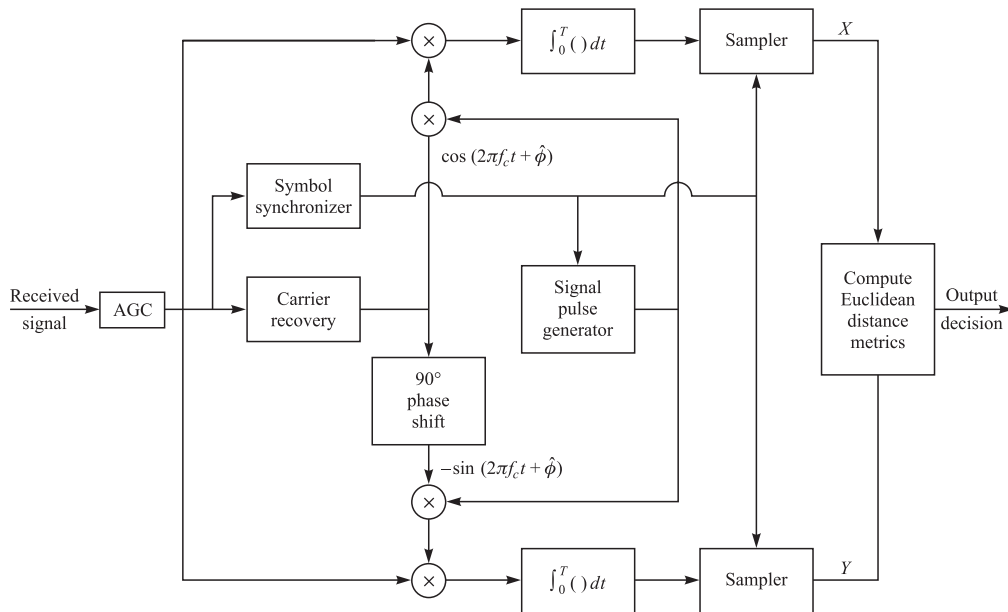 ×
∫₀ᵀ ( ) dt
Sampler
X
×
cos (2πf_c t + φ̂)
Symbol
synchronizer
Received
signal
AGC
Carrier
recovery
Signal
pulse
generator
Compute
Euclidean
distance
metrics
Output
decision
90°
phase
shift
−sin (2πf_c t + φ̂)
×
×
∫₀ᵀ ( ) dt
Sampler
Y